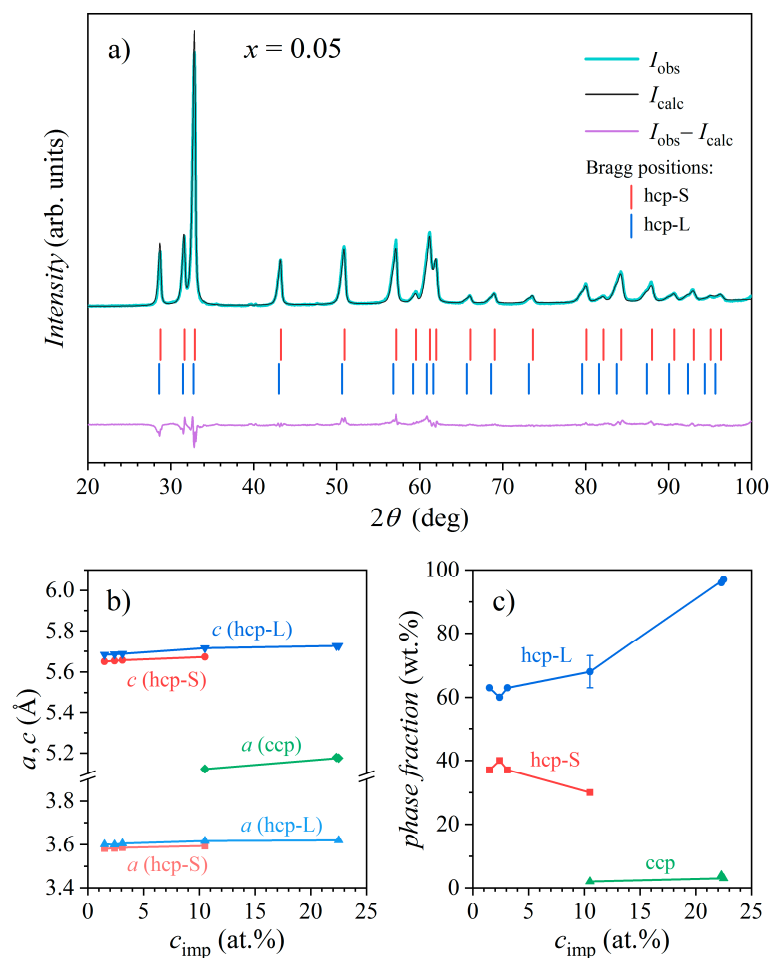 a)
x = 0.05
Iobs
Icalc
Iobs − Icalc
Bragg positions:
hcp-S
hcp-L
Intensity (arb. units)
20 30 40 50 60 70 80 90 100
2θ (deg)
b)
6.0
5.8
5.6
5.4
5.2
3.8
3.6
3.4
a, c (Å)
c (hcp-L)
c (hcp-S)
a (ccp)
a (hcp-L)
a (hcp-S)
0 5 10 15 20 25
cimp (at.%)
c)
100
80
60
40
20
0
phase fraction (wt.%)
hcp-L
hcp-S
ccp
0 5 10 15 20 25
cimp (at.%)